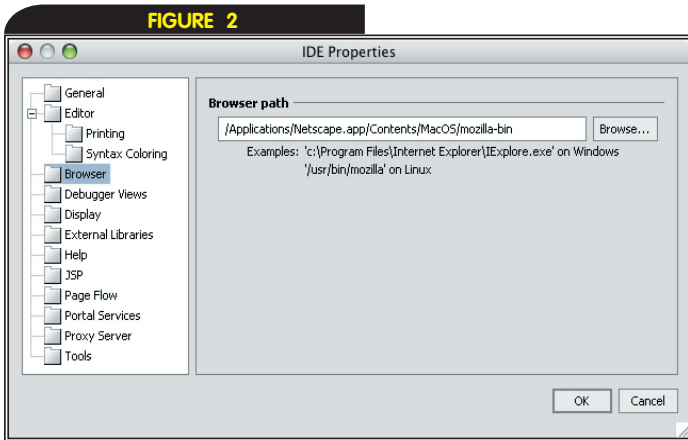 FIGURE 2
IDE Properties
General
Editor
Printing
Syntax Coloring
Browser
Debugger Views
Display
External Libraries
Help
JSP
Page Flow
Portal Services
Proxy Server
Tools
Browser path
/Applications/Netscape.app/Contents/MacOS/mozilla-bin
Browse...
Examples: 'c:\Program Files\Internet Explorer\IExplore.exe' on Windows
'/usr/bin/mozilla' on Linux
OK
Cancel